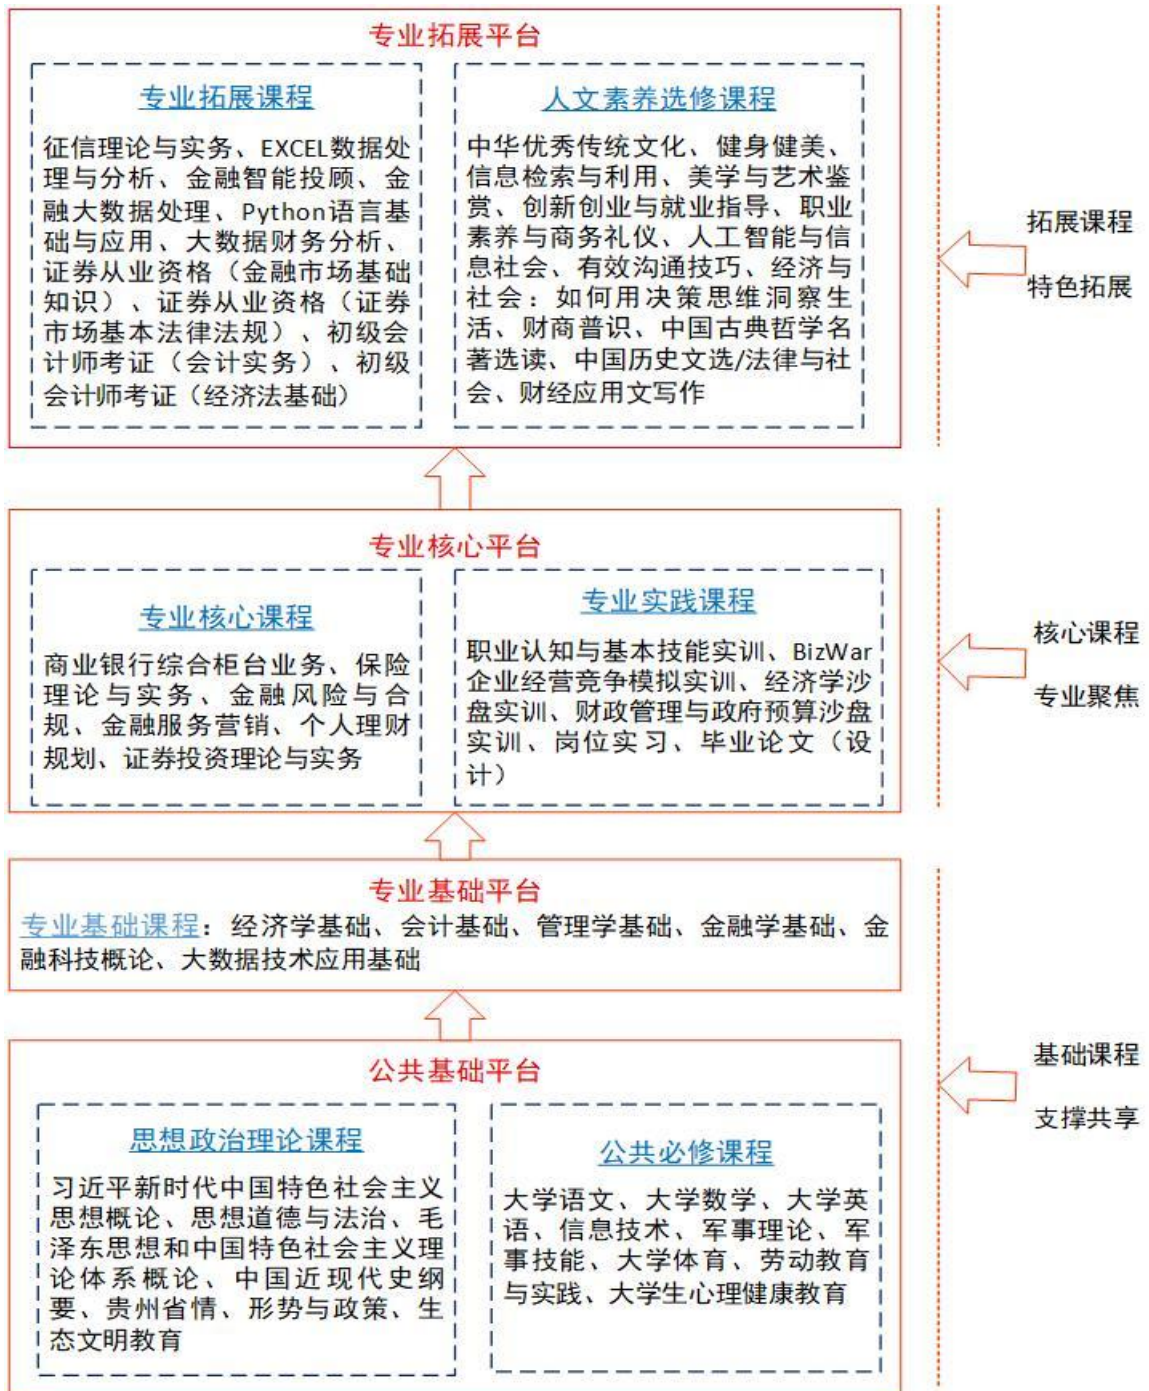 专业拓展平台
专业拓展课程
征信理论与实务、EXCEL数据处
理与分析、金融智能投顾、金
融大数据处理、Python语言基
础与应用、大数据财务分析、
证券从业资格（金融市场基础
知识）、证券从业资格（证券
市场基本法律法规）、初级会
计师考证（会计实务）、初级
会计师考证（经济法基础）
人文素养选修课程
中华优秀传统文化、健身健美、
信息检索与利用、美学与艺术鉴
赏、创新创业与就业指导、职业
素养与商务礼仪、人工智能与信
息社会、有效沟通技巧、经济与
社会：如何用决策思维洞察生
活、财商普识、中国古典哲学名
著选读、中国历史文选/法律与社
会、财经应用文写作
拓展课程
特色拓展
专业核心平台
专业核心课程
商业银行综合柜台业务、保险
理论与实务、金融风险与合
规、金融服务营销、个人理财
规划、证券投资理论与实务
专业实践课程
职业认知与基本技能实训、BizWar
企业经营竞争模拟实训、经济学沙
盘实训、财政管理与政府预算沙盘
实训、岗位实习、毕业论文（设
计）
核心课程
专业聚焦
专业基础平台
专业基础课程：经济学基础、会计基础、管理学基础、金融学基础、金
融科技概论、大数据技术应用基础
公共基础平台
思想政治理论课程
习近平新时代中国特色社会主义
思想概论、思想道德与法治、毛
泽东思想和中国特色社会主义理
论体系概论、中国近现代史纲
要、贵州省情、形势与政策、生
态文明教育
公共必修课程
大学语文、大学数学、大学英
语、信息技术、军事理论、军
事技能、大学体育、劳动教育
与实践、大学生心理健康教育
基础课程
支撑共享